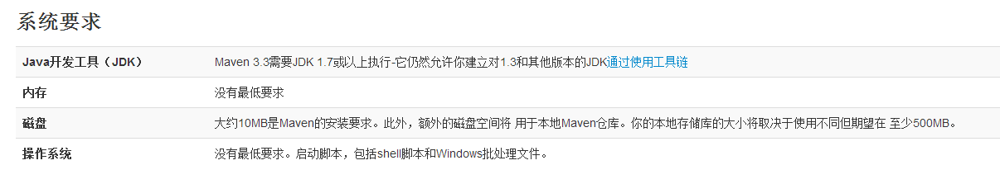 系统要求
Java开发工具（JDK） Maven 3.3需要JDK 1.7或以上执行-它仍然允许你建立对1.3和其他版本的JDK通过使用工具链
内存 没有最低要求
磁盘 大约10MB是Maven的安装要求。此外，额外的磁盘空间将 用于本地Maven仓库。你的本地存储库的大小将取决于使用不同但期望在 至少500MB。
操作系统 没有最低要求。启动脚本，包括shell脚本和Windows批处理文件。